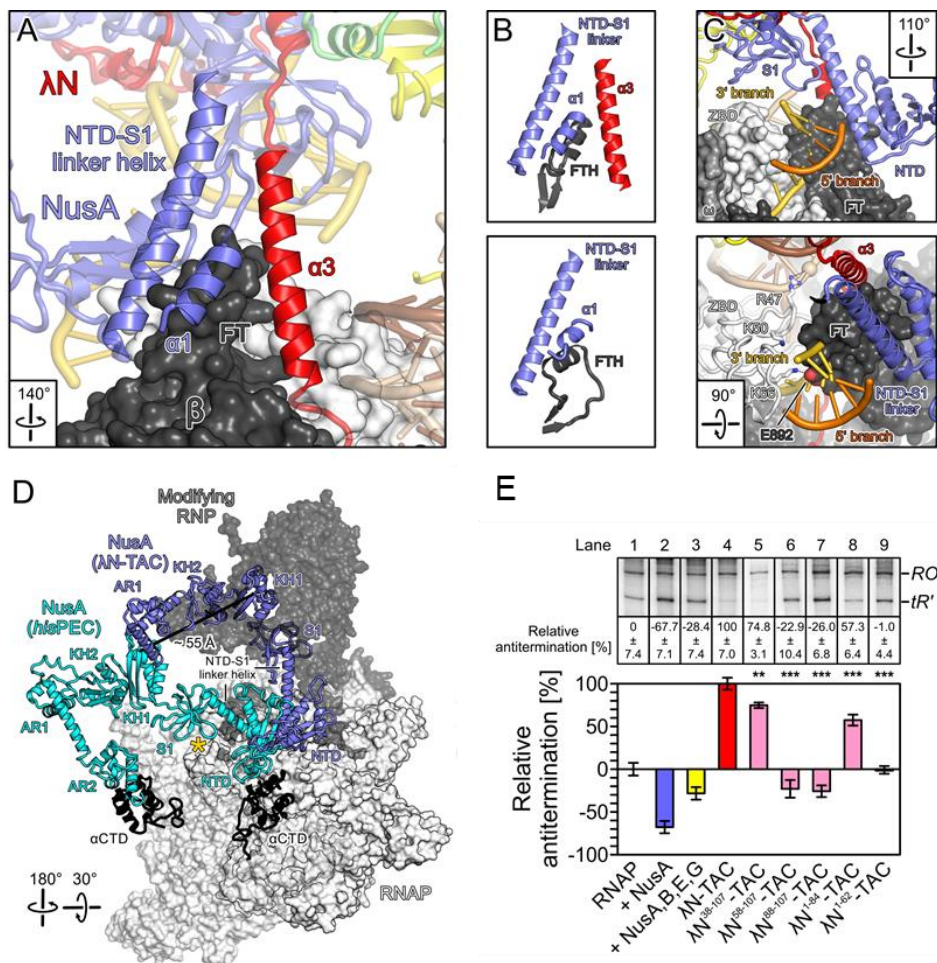 A
λN
NTD-S1
linker helix
NusA
α1
FT
α3
β
140°
B
NTD-S1
linker
α1
α3
FTH
NTD-S1
linker
α1
FTH
C
110°
S1
3' branch
ZBD
NTD
5' branch
ω
FT
α3
ZBD
R47
K50
FT
3' branch
K66
NTD-S1
linker
E892
5' branch
90°
D
Modifying
RNP
NusA
(λN-TAC)
KH2
KH1
AR1
NusA
(hisPEC)
~55 Å
S1
KH2
NTD-S1
linker helix
AR1
KH1
S1
*
NTD
NTD
AR2
αCTD
αCTD
RNAP
180° 30°
E
Lane 1 2 3 4 5 6 7 8 9
RO
tR'
Relative
antitermination [%]
0 -67.7 -28.4 100 74.8 -22.9 -26.0 57.3 -1.0
± ± ± ± ± ± ± ± ±
7.4 7.1 7.4 7.0 3.1 10.4 6.8 6.4 4.4
** *** *** *** ***
Relative
antitermination [%]
100
50
0
-50
-100
RNAP
+ NusA
+ NusA,B,E,G
λN-TAC
λN38-107-TAC
λN58-107-TAC
λN88-107-TAC
λN1-84-TAC
λN1-62-TAC